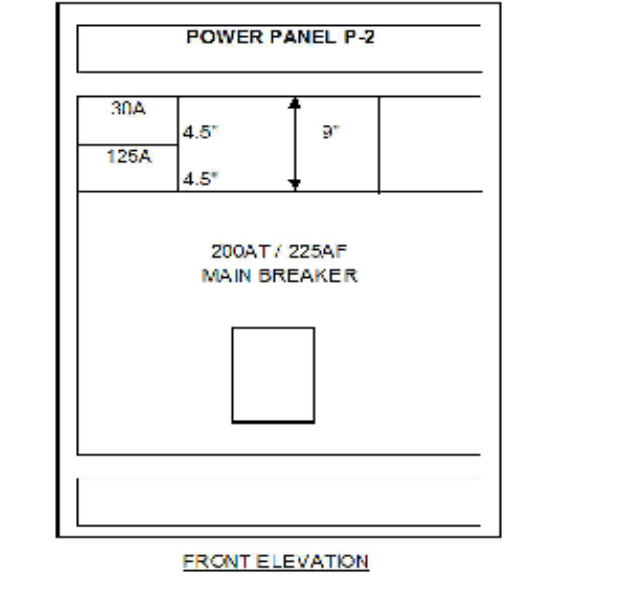 POWER PANEL P-2
30A
4.5" 9"
125A
4.5"
200AT / 225AF
MAIN BREAKER
FRONT ELEVATION